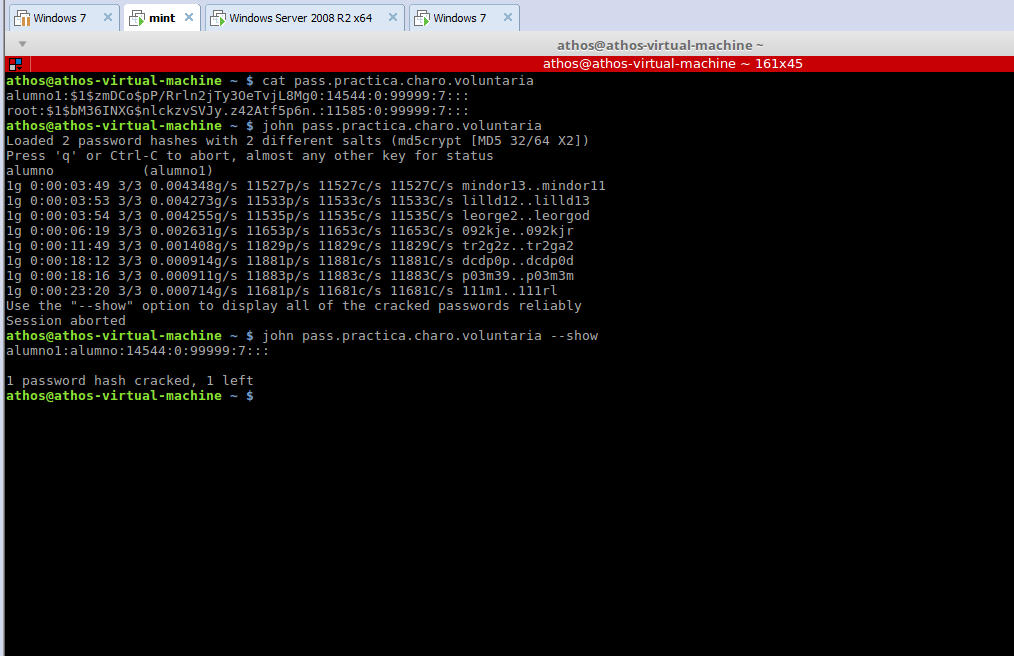 Windows 7 mint Windows Server 2008 R2 x64 Windows 7
athos@athos-virtual-machine ~
athos@athos-virtual-machine ~ 161x45
athos@athos-virtual-machine ~ $ cat pass.practica.charo.voluntaria
alumno1:$1$zmDCo$pP/Rrln2jTy3OeTvjL8Mg0:14544:0:99999:7:::
root:$1$bM36INXG$nlckzvSVJy.z42Atf5p6n.:11585:0:99999:7:::
athos@athos-virtual-machine ~ $ john pass.practica.charo.voluntaria
Loaded 2 password hashes with 2 different salts (md5crypt [MD5 32/64 X2])
Press 'q' or Ctrl-C to abort, almost any other key for status
alumno (alumno1)
1g 0:00:03:49 3/3 0.004348g/s 11527p/s 11527c/s 11527C/s mindor13..mindor11
1g 0:00:03:53 3/3 0.004273g/s 11533p/s 11533c/s 11533C/s lilld12..lilld13
1g 0:00:03:54 3/3 0.004255g/s 11535p/s 11535c/s 11535C/s leorge2..leorgod
1g 0:00:06:19 3/3 0.002631g/s 11653p/s 11653c/s 11653C/s 092kje..092kjr
1g 0:00:11:49 3/3 0.001408g/s 11829p/s 11829c/s 11829C/s tr2g2z..tr2ga2
1g 0:00:18:12 3/3 0.000914g/s 11881p/s 11881c/s 11881C/s dcdp0p..dcdp0d
1g 0:00:18:16 3/3 0.000911g/s 11883p/s 11883c/s 11883C/s p03m39..p03m3m
1g 0:00:23:20 3/3 0.000714g/s 11681p/s 11681c/s 11681C/s 111m1..111rl
Use the "--show" option to display all of the cracked passwords reliably
Session aborted
athos@athos-virtual-machine ~ $ john pass.practica.charo.voluntaria --show
alumno1:alumno:14544:0:99999:7:::
1 password hash cracked, 1 left
athos@athos-virtual-machine ~ $